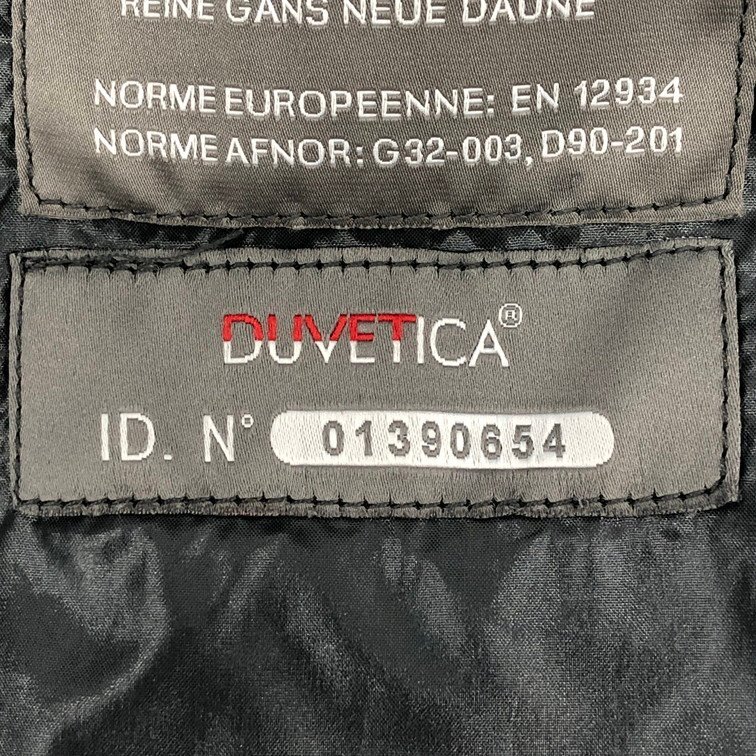 REINE GANS NEUE DAUNE
NORME EUROPEENNE: EN 12934
NORME AFNOR: G32-003, D90-201
DUVETICA®
ID. N° 01390654